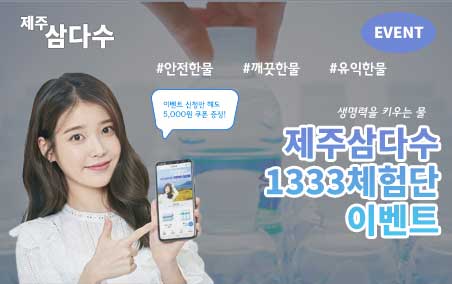 제주
삼다수
EVENT
#안전한물 #깨끗한물 #유익한물
이벤트 신청만 해도
5,000원 쿠폰 증상!
생명력을 키우는 물
제주삼다수
1333체험단
이벤트